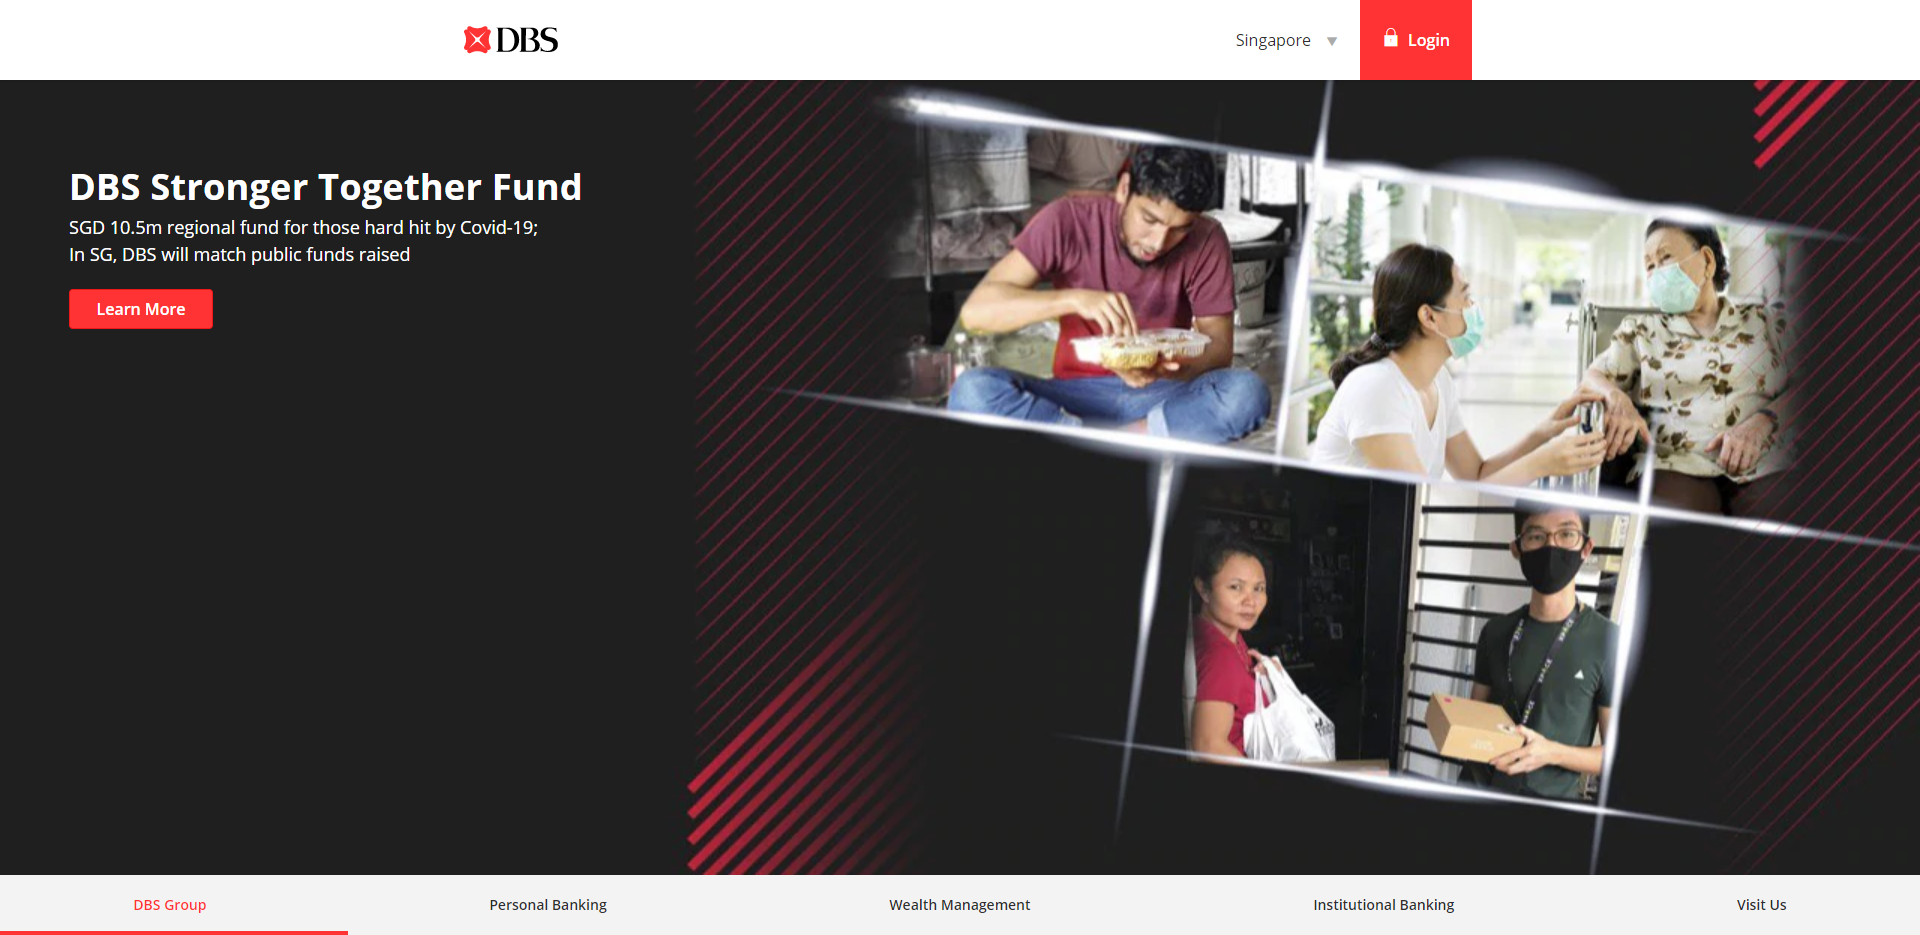 DBS
Singapore
Login
DBS Stronger Together Fund
SGD 10.5m regional fund for those hard hit by Covid-19;
In SG, DBS will match public funds raised
Learn More
DBS Group
Personal Banking
Wealth Management
Institutional Banking
Visit Us